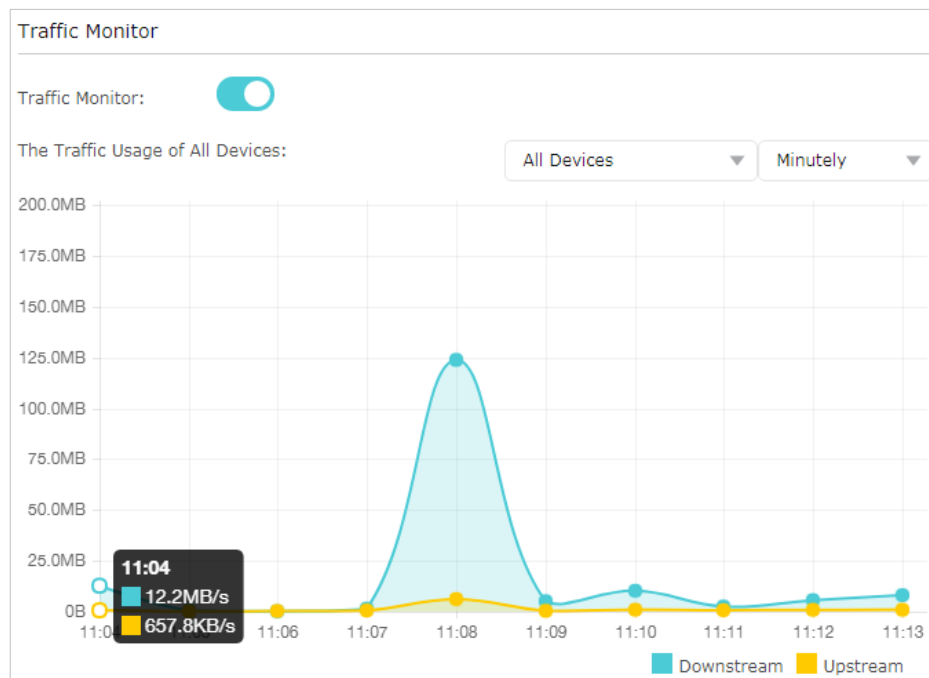 Traffic Monitor
Traffic Monitor:
The Traffic Usage of All Devices:
All Devices
Minutely
200.0MB
175.0MB
150.0MB
125.0MB
100.0MB
75.0MB
50.0MB
25.0MB
0B
11:04
12.2MB/s
657.8KB/s
11:04
11:06
11:07
11:08
11:09
11:10
11:11
11:12
11:13
Downstream
Upstream